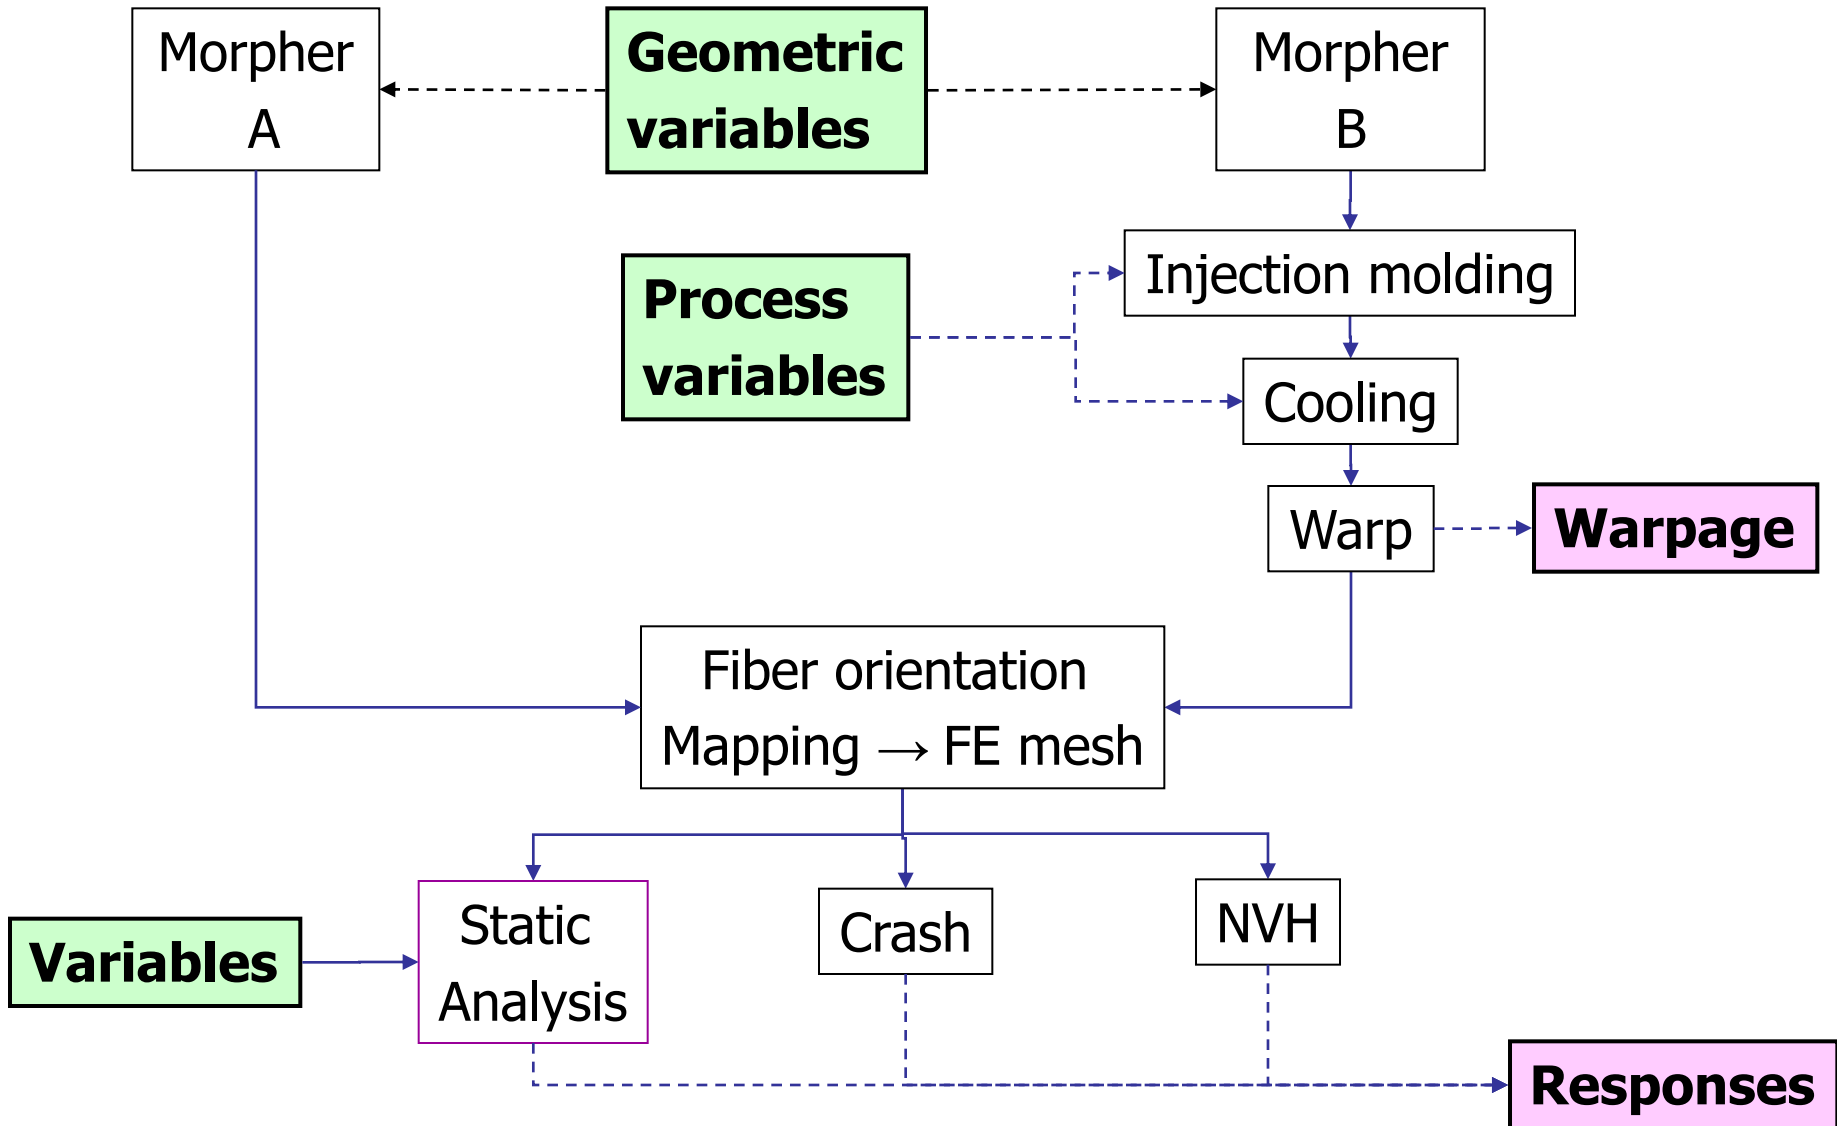 Morpher
A
Geometric
variables
Morpher
B
Process
variables
Injection molding
Cooling
Warp
Warpage
Fiber orientation
Mapping → FE mesh
Variables
Static
Analysis
Crash
NVH
Responses